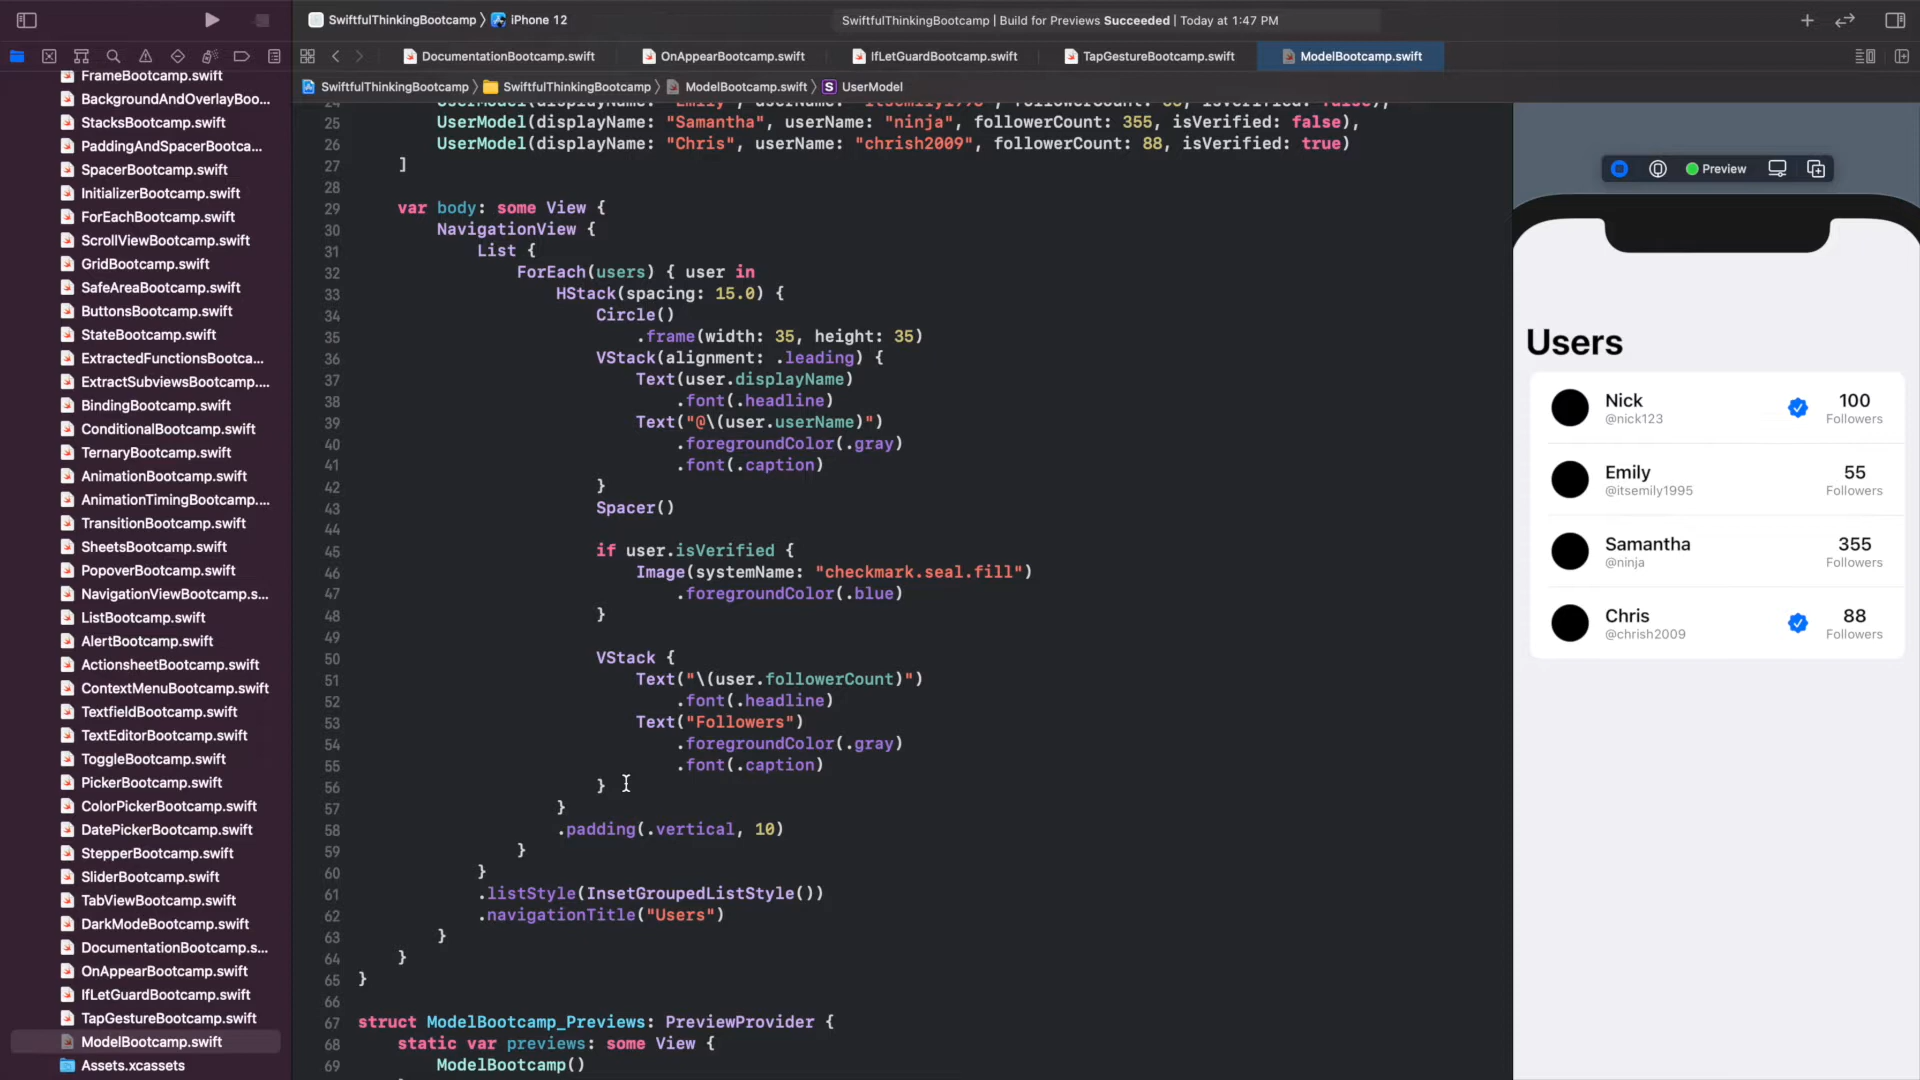 SwiftfulThinkingBootcamp
iPhone 12
SwiftfulThinkingBootcamp | Build for Previews Succeeded | Today at 1:47 PM
DocumentationBootcamp.swift
OnAppearBootcamp.swift
IfLetGuardBootcamp.swift
TapGestureBootcamp.swift
ModelBootcamp.swift
SwiftfulThinkingBootcamp
SwiftfulThinkingBootcamp
ModelBootcamp.swift
S UserModel
FrameBootcamp.swift
BackgroundAndOverlayBoo...
StacksBootcamp.swift
PaddingAndSpacerBootca...
SpacerBootcamp.swift
InitializerBootcamp.swift
ForEachBootcamp.swift
ScrollViewBootcamp.swift
GridBootcamp.swift
SafeAreaBootcamp.swift
ButtonsBootcamp.swift
StateBootcamp.swift
ExtractedFunctionsBootca...
ExtractSubviewsBootcamp....
BindingBootcamp.swift
ConditionalBootcamp.swift
TernaryBootcamp.swift
AnimationBootcamp.swift
AnimationTimingBootcamp....
TransitionBootcamp.swift
SheetsBootcamp.swift
PopoverBootcamp.swift
NavigationViewBootcamp.s...
ListBootcamp.swift
AlertBootcamp.swift
ActionsheetBootcamp.swift
ContextMenuBootcamp.swift
TextfieldBootcamp.swift
TextEditorBootcamp.swift
ToggleBootcamp.swift
PickerBootcamp.swift
ColorPickerBootcamp.swift
DatePickerBootcamp.swift
StepperBootcamp.swift
SliderBootcamp.swift
TabViewBootcamp.swift
DarkModeBootcamp.swift
DocumentationBootcamp.s...
OnAppearBootcamp.swift
IfLetGuardBootcamp.swift
TapGestureBootcamp.swift
ModelBootcamp.swift
Assets.xcassets
24 UserModel(displayName: "Emily", userName: "itsemily1995", followerCount: 55, isVerified: false),
25 UserModel(displayName: "Samantha", userName: "ninja", followerCount: 355, isVerified: false),
26 UserModel(displayName: "Chris", userName: "chrish2009", followerCount: 88, isVerified: true)
27 ]
28
29 var body: some View {
30 NavigationView {
31 List {
32 ForEach(users) { user in
33 HStack(spacing: 15.0) {
34 Circle()
35 .frame(width: 35, height: 35)
36 VStack(alignment: .leading) {
37 Text(user.displayName)
38 .font(.headline)
39 Text("@\(user.userName)")
40 .foregroundColor(.gray)
41 .font(.caption)
42 }
43 Spacer()
44
45 if user.isVerified {
46 Image(systemName: "checkmark.seal.fill")
47 .foregroundColor(.blue)
48 }
49
50 VStack {
51 Text("\(user.followerCount)")
52 .font(.headline)
53 Text("Followers")
54 .foregroundColor(.gray)
55 .font(.caption)
56 }
57 }
58 .padding(.vertical, 10)
59 }
60 }
61 .listStyle(InsetGroupedListStyle())
62 .navigationTitle("Users")
63 }
64 }
65 }
66
67 struct ModelBootcamp_Previews: PreviewProvider {
68 static var previews: some View {
69 ModelBootcamp()
Preview
Users
Nick
@nick123
100
Followers
Emily
@itsemily1995
55
Followers
Samantha
@ninja
355
Followers
Chris
@chrish2009
88
Followers